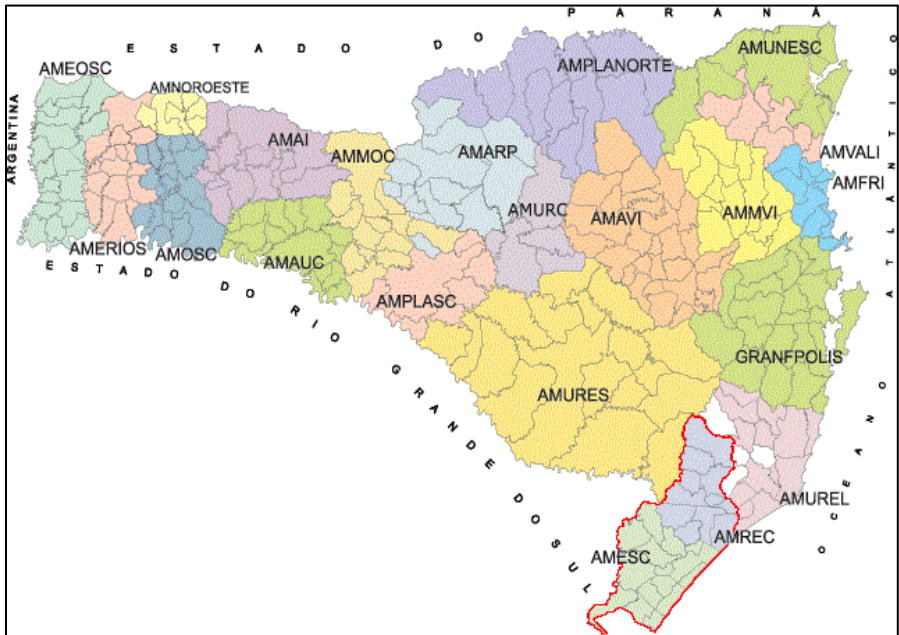 ESTADO DO PARANÁ
AMUNESC
AMEOSC
AMPLANORTE
AMNOROESTE
ARGENTINA
AMAI
AMMOC
AMARP
AMVALI
AMFRI
AMURC
AMAVI
AMMVI
AMERIOS
AMOSC
AMAUC
ESTADO DO RIO GRANDE DO SUL
AMPLASC
GRANFPOLIS
AMURES
OCEANO ATLÂNTICO
AMUREL
AMREC
AMESC